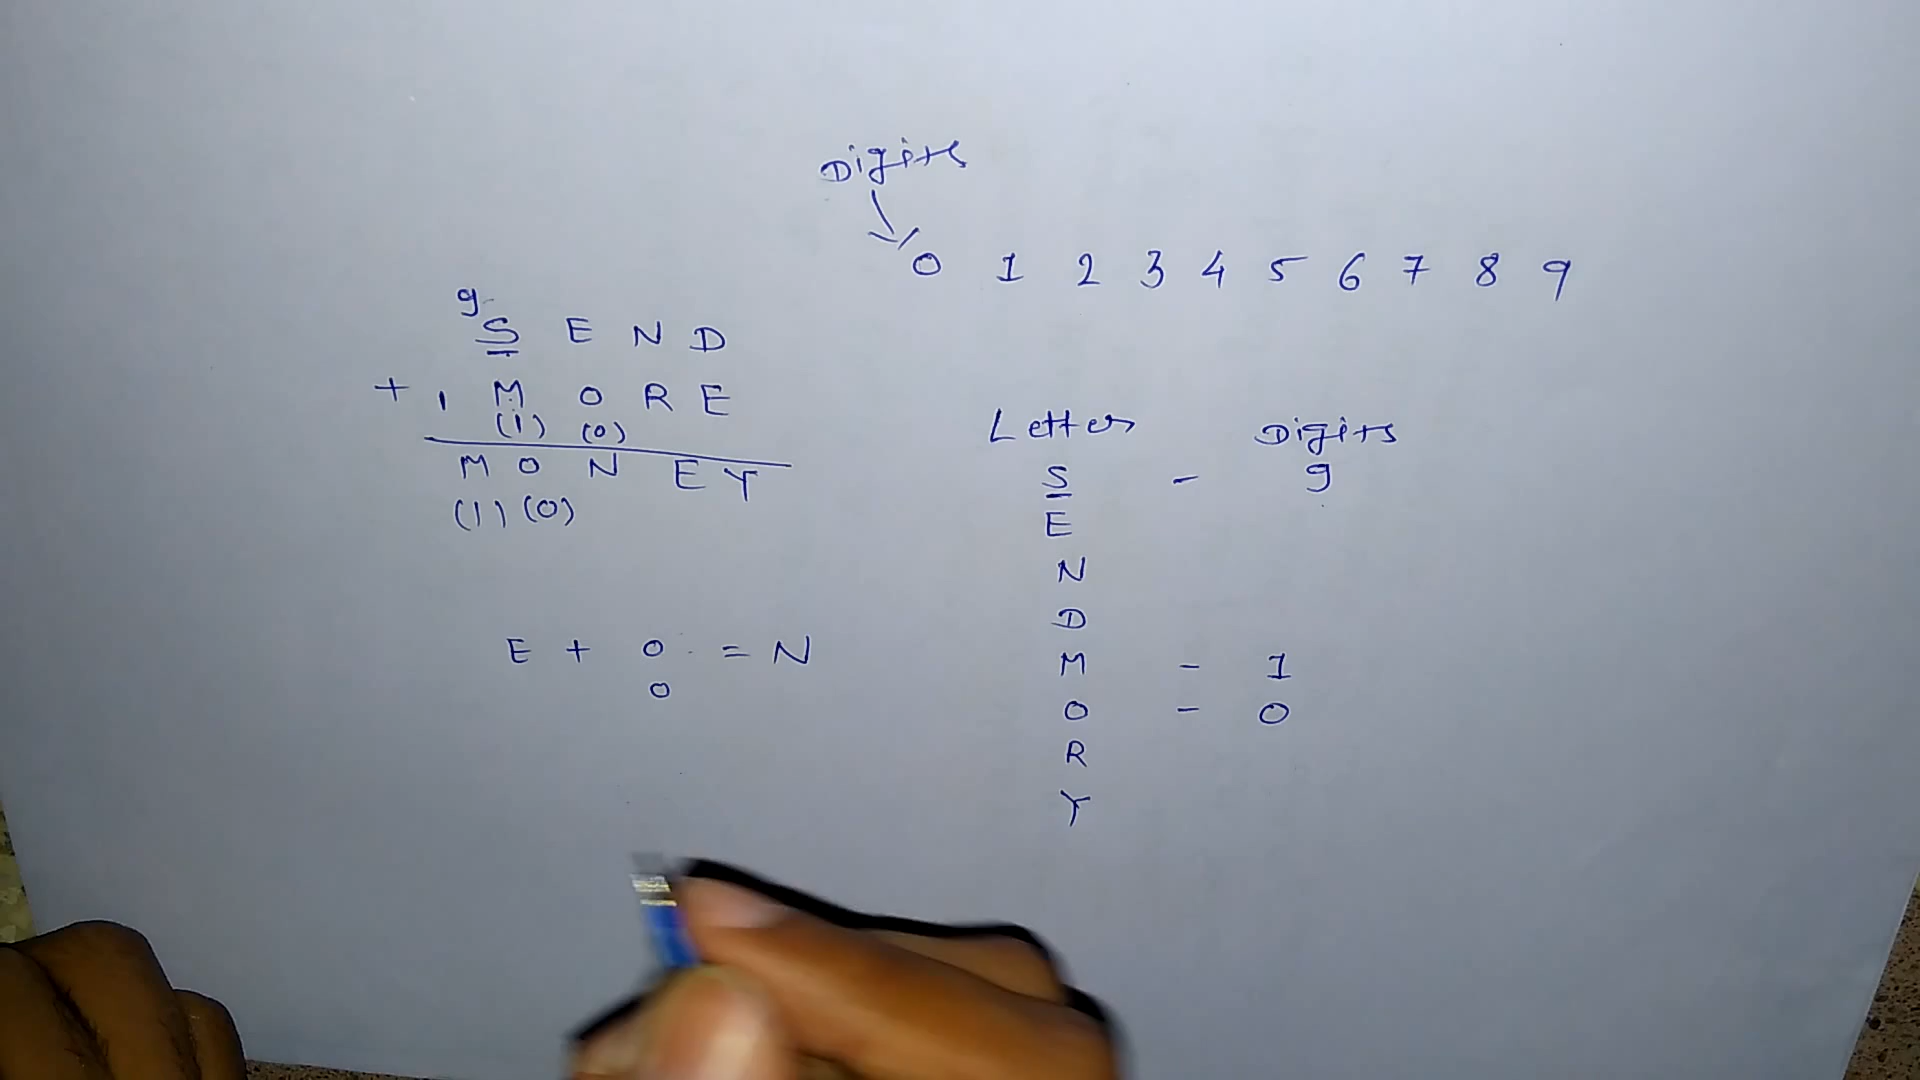 Digits
0 1 2 3 4 5 6 7 8 9
9
S E N D
+ 1 M O R E
(1) (0)
M O N E Y
(1) (0)
E + 0 = N
0
Letters Digits
S - 9
E
N
D
M - 1
O - 0
R
Y